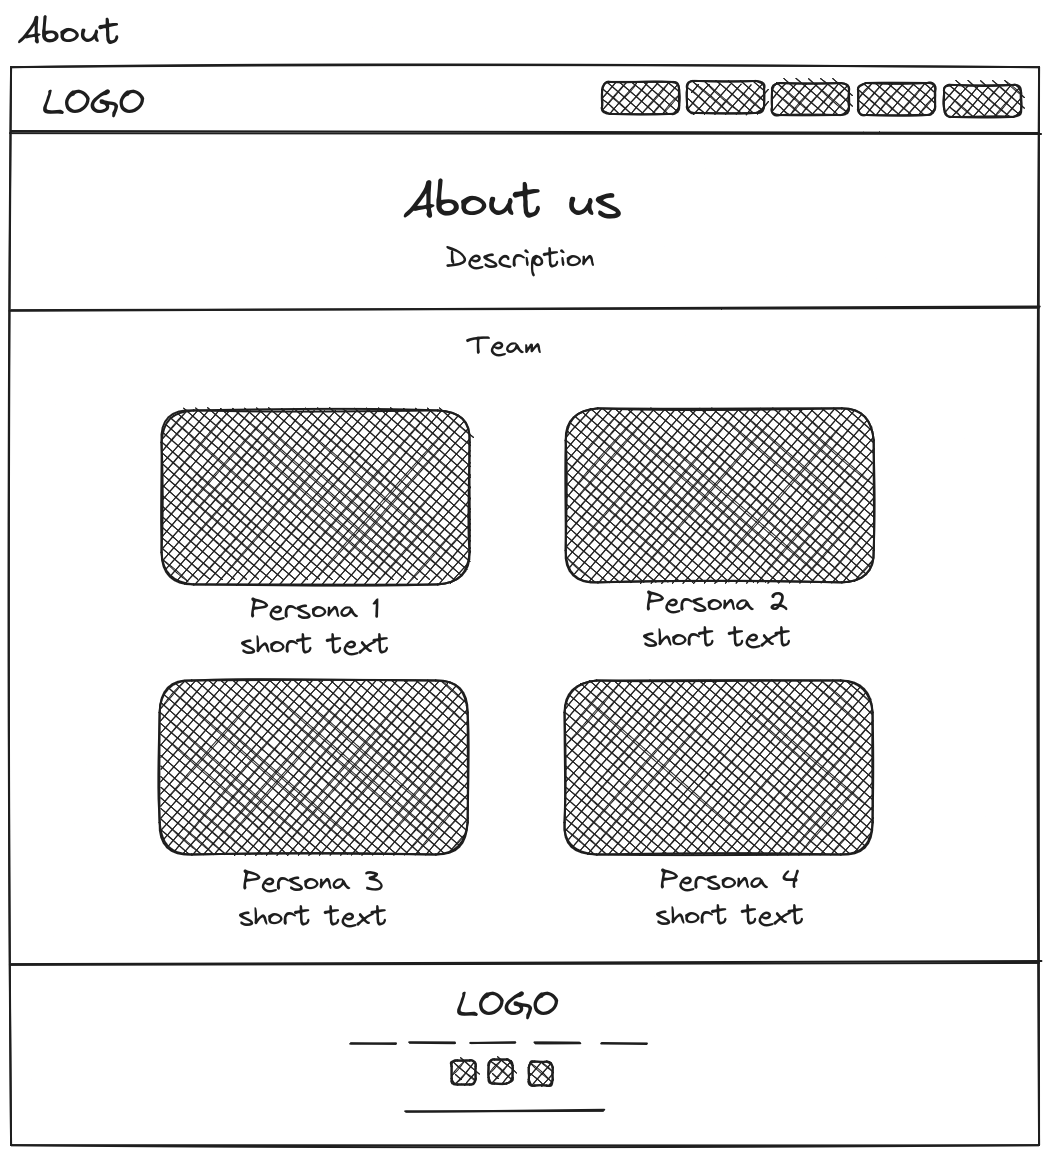 About
LOGO
About us
Description
Team
Persona 1
short text
Persona 2
short text
Persona 3
short text
Persona 4
short text
LOGO